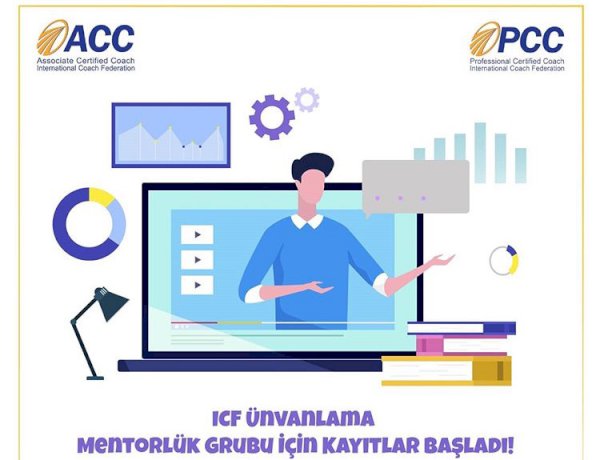 ACC
Associate Certified Coach
International Coach Federation
PCC
Professional Certified Coach
International Coach Federation
ICF ÜNVANLAMA
MENTORLÜK GRUBU İÇİN KAYITLAR BAŞLADI!